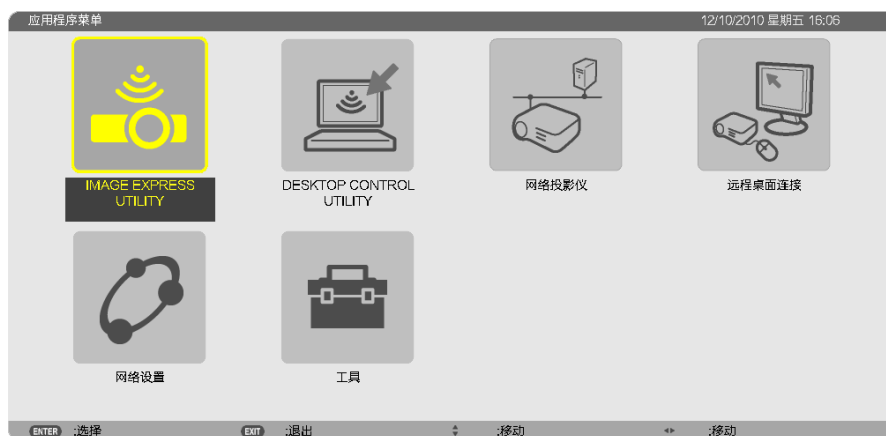 应用程序菜单
12/10/2010 星期五 16:06
IMAGE EXPRESS
UTILITY
DESKTOP CONTROL
UTILITY
网络投影仪
远程桌面连接
网络设置
工具
ENTER :选择
EXIT :退出
:移动
:移动